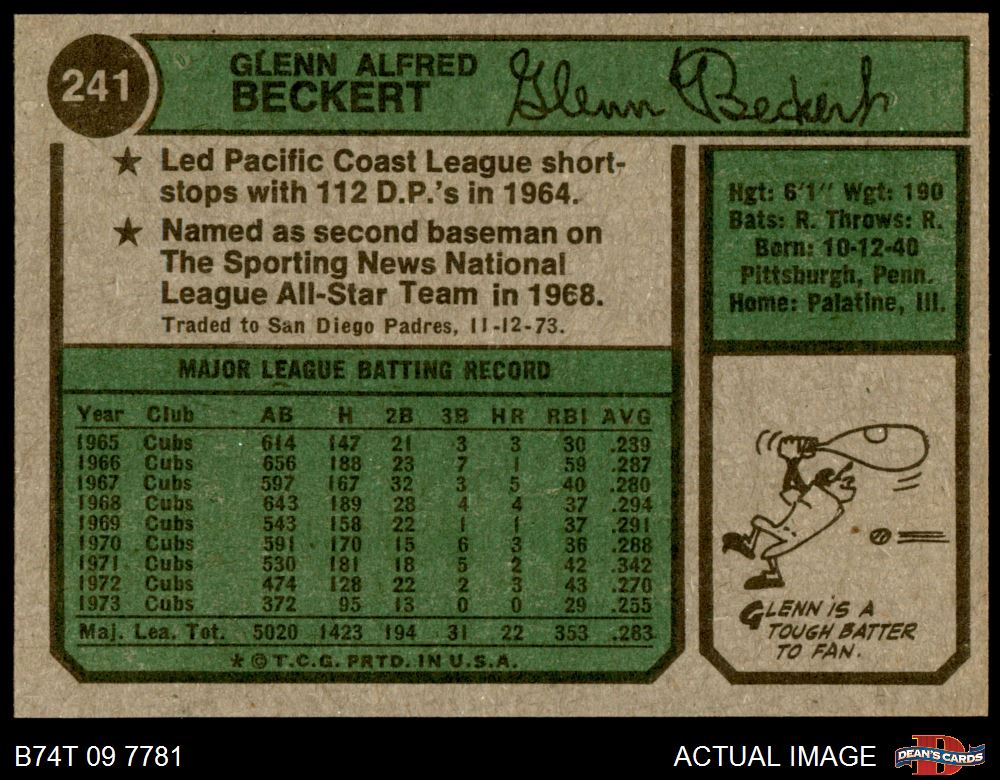 241
GLENN ALFRED
BECKERT
Glenn Beckert
★ Led Pacific Coast League short-
stops with 112 D.P.'s in 1964.
★ Named as second baseman on
The Sporting News National
League All-Star Team in 1968.
Traded to San Diego Padres, 11-12-73.
Hgt: 6'1" Wgt: 190
Bats: R. Throws: R.
Born: 10-12-40
Pittsburgh, Penn.
Home: Palatine, Ill.
MAJOR LEAGUE BATTING RECORD
Year Club AB H 2B 3B HR RBI AVG
1965 Cubs 614 147 21 3 3 30 .239
1966 Cubs 656 188 23 7 1 59 .287
1967 Cubs 597 167 32 3 5 40 .280
1968 Cubs 643 189 28 4 4 37 .294
1969 Cubs 543 158 22 1 1 37 .291
1970 Cubs 591 170 15 6 3 36 .288
1971 Cubs 530 181 18 5 2 42 .342
1972 Cubs 474 128 22 2 3 43 .270
1973 Cubs 372 95 13 0 0 29 .255
Maj. Lea. Tot. 5020 1423 194 31 22 353 .283
★ © T.C.G. PRTD. IN U.S.A.
GLENN IS A
TOUGH BATTER
TO FAN.
B74T 09 7781
ACTUAL IMAGE
DEAN'S CARDS